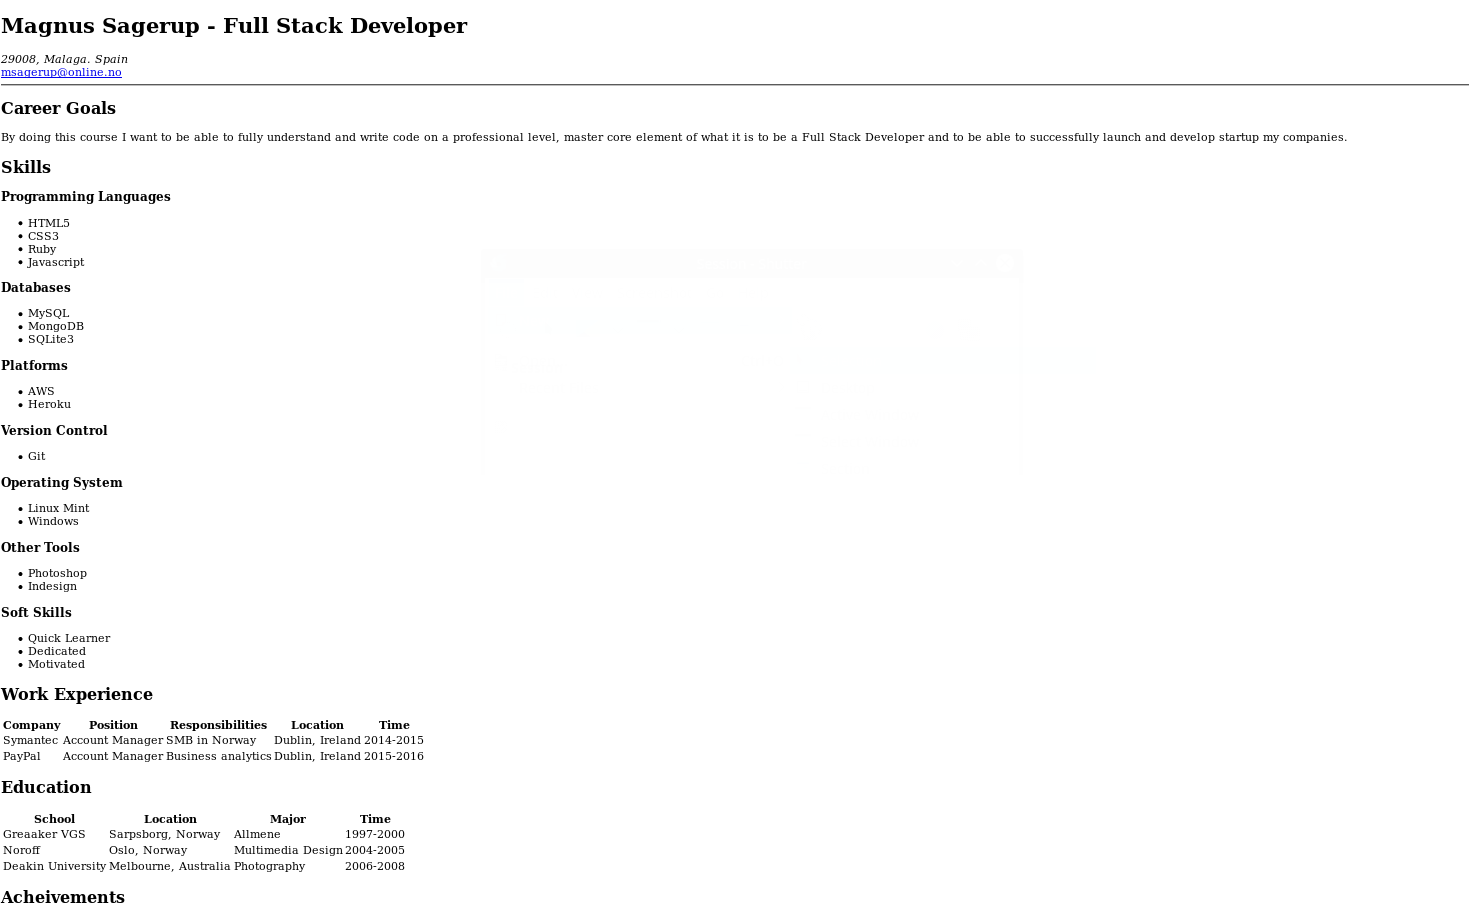 Magnus Sagerup - Full Stack Developer
29008, Malaga. Spain
msagerup@online.no
Career Goals
By doing this course I want to be able to fully understand and write code on a professional level, master core element of what it is to be a Full Stack Developer and to be able to successfully launch and develop startup my companies.
Skills
Programming Languages
• HTML5
• CSS3
• Ruby
• Javascript
Databases
• MySQL
• MongoDB
• SQLite3
Platforms
• AWS
• Heroku
Version Control
• Git
Operating System
• Linux Mint
• Windows
Other Tools
• Photoshop
• Indesign
Soft Skills
• Quick Learner
• Dedicated
• Motivated
Work Experience
Company Position Responsibilities Location Time
Symantec Account Manager SMB in Norway Dublin, Ireland 2014-2015
PayPal Account Manager Business analytics Dublin, Ireland 2015-2016
Education
School Location Major Time
Greaaker VGS Sarpsborg, Norway Allmene 1997-2000
Noroff Oslo, Norway Multimedia Design 2004-2005
Deakin University Melbourne, Australia Photography 2006-2008
Acheivements